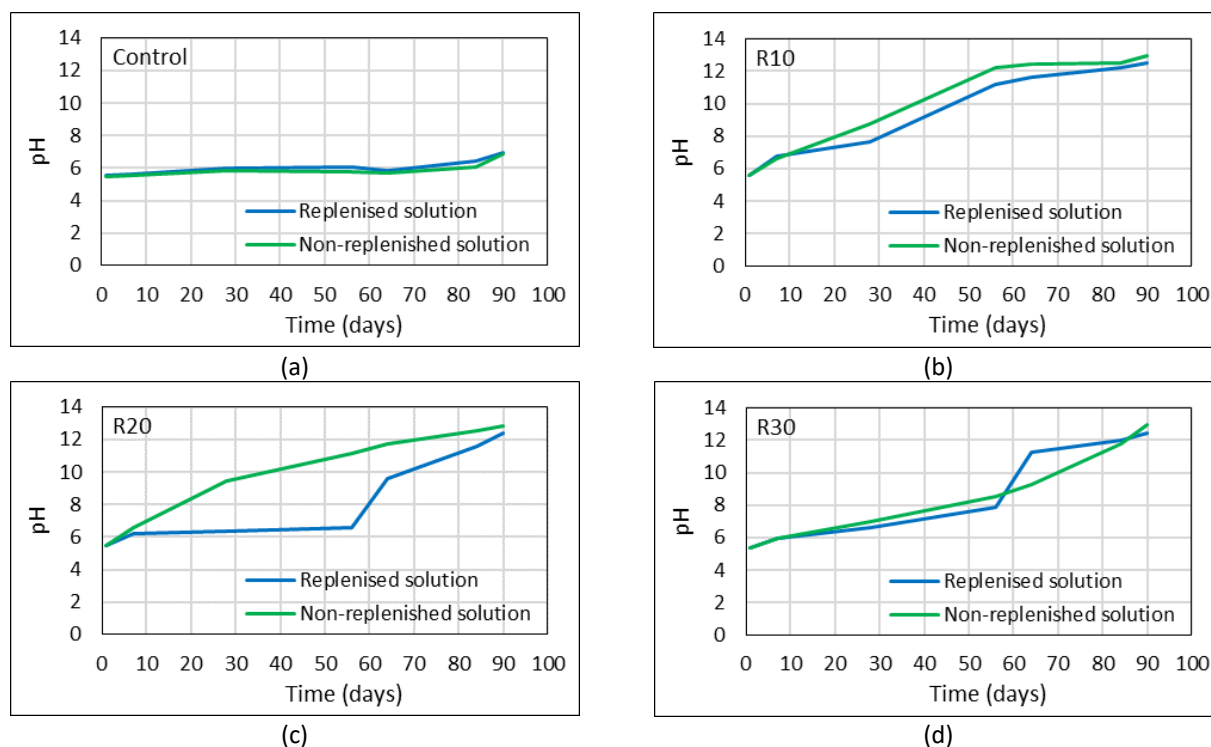 Control
14
12
10
8
6
4
2
0
pH
Replenised solution
Non-replenished solution
0 10 20 30 40 50 60 70 80 90 100
Time (days)
(a)
R10
14
12
10
8
6
4
2
0
pH
Replenised solution
Non-replenished solution
0 10 20 30 40 50 60 70 80 90 100
Time (days)
(b)
R20
14
12
10
8
6
4
2
0
pH
Replenised solution
Non-replenished solution
0 10 20 30 40 50 60 70 80 90 100
Time (days)
(c)
R30
14
12
10
8
6
4
2
0
pH
Replenised solution
Non-replenished solution
0 10 20 30 40 50 60 70 80 90 100
Time (days)
(d)